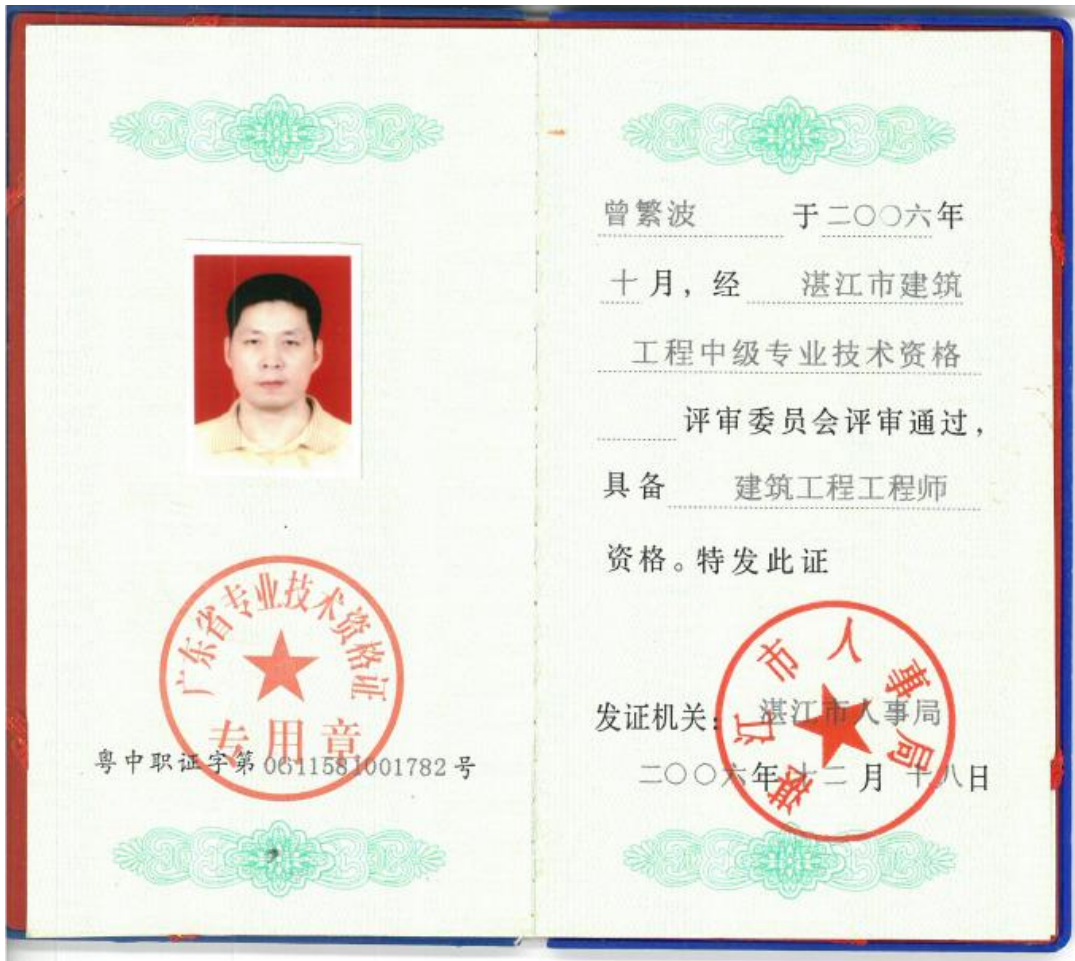 广东省专业技术资格证
专用章
粤中职证字第 0611581001782 号
曾繁波 于二〇〇六年
十月，经 湛江市建筑
工程中级专业技术资格
评审委员会评审通过，
具备 建筑工程工程师
资格。特发此证
湛江市人事局
发证机关：湛江市人事局
二〇〇六年十二月十八日